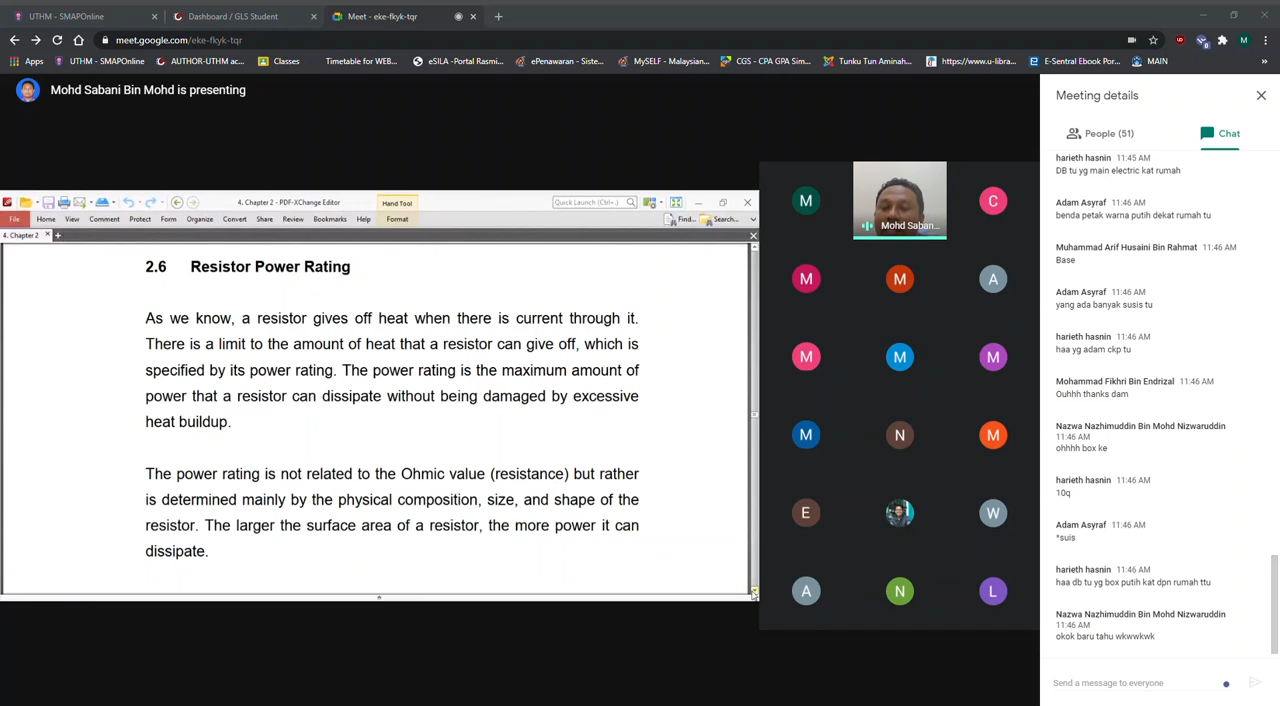 UTHM - SMAPOnline
Dashboard / GLS Student
Meet - eke-fkyk-tqr
meet.google.com/eke-fkyk-tqr
M
Apps
UTHM - SMAPOnline
AUTHOR-UTHM ac...
Classes
Timetable for WEB...
eSILA -Portal Rasmi...
ePenawaran - Siste...
MySELF - Malaysian...
CGS - CPA GPA Sim...
Tunku Tun Aminah...
https://www.u-libra...
E-Sentral Ebook Por...
MAIN
Mohd Sabani Bin Mohd is presenting
4. Chapter 2 - PDF-XChange Editor
Hand Tool
Quick Launch (Ctrl+.)
File Home View Comment Protect Form Organize Convert Share Review Bookmarks Help Format
Find...
Search...
4. Chapter 2
2.6 Resistor Power Rating
As we know, a resistor gives off heat when there is current through it.
There is a limit to the amount of heat that a resistor can give off, which is
specified by its power rating. The power rating is the maximum amount of
power that a resistor can dissipate without being damaged by excessive
heat buildup.
The power rating is not related to the Ohmic value (resistance) but rather
is determined mainly by the physical composition, size, and shape of the
resistor. The larger the surface area of a resistor, the more power it can
dissipate.
M
Mohd Saban...
C
M M A
M M M
M N M
E W
A N L
Meeting details
People (51)
Chat
harieth hasnin 11:45 AM
DB tu yg main electric kat rumah
Adam Asyraf 11:46 AM
benda petak warna putih dekat rumah tu
Muhammad Arif Husaini Bin Rahmat 11:46 AM
Base
Adam Asyraf 11:46 AM
yang ada banyak susis tu
harieth hasnin 11:46 AM
haa yg adam ckp tu
Mohammad Fikhri Bin Endrizal 11:46 AM
Ouhhh thanks dam
Nazwa Nazhimuddin Bin Mohd Nizwaruddin
11:46 AM
ohhhh box ke
harieth hasnin 11:46 AM
10q
Adam Asyraf 11:46 AM
*suis
harieth hasnin 11:46 AM
haa db tu yg box putih kat dpn rumah ttu
Nazwa Nazhimuddin Bin Mohd Nizwaruddin
11:46 AM
okok baru tahu wkwwkwk
Send a message to everyone